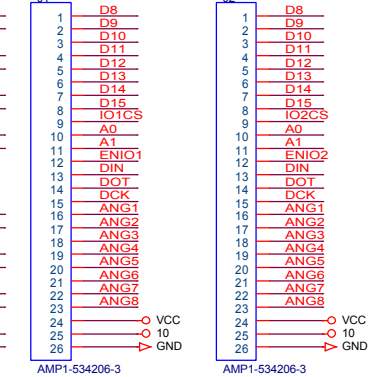 D8
1
D9
2
D10
3
D11
4
D12
5
D13
6
D14
7
D15
8
IO1CS
9
A0
10
A1
11
ENIO1
12
DIN
13
DOT
14
DCK
15
ANG1
16
ANG2
17
ANG3
18
ANG4
19
ANG5
20
ANG6
21
ANG7
22
ANG8
23
24 VCC
25 10
26 GND
AMP1-534206-3
D8
1
D9
2
D10
3
D11
4
D12
5
D13
6
D14
7
D15
8
IO2CS
9
A0
10
A1
11
ENIO2
12
DIN
13
DOT
14
DCK
15
ANG1
16
ANG2
17
ANG3
18
ANG4
19
ANG5
20
ANG6
21
ANG7
22
ANG8
23
24 VCC
25 10
26 GND
AMP1-534206-3